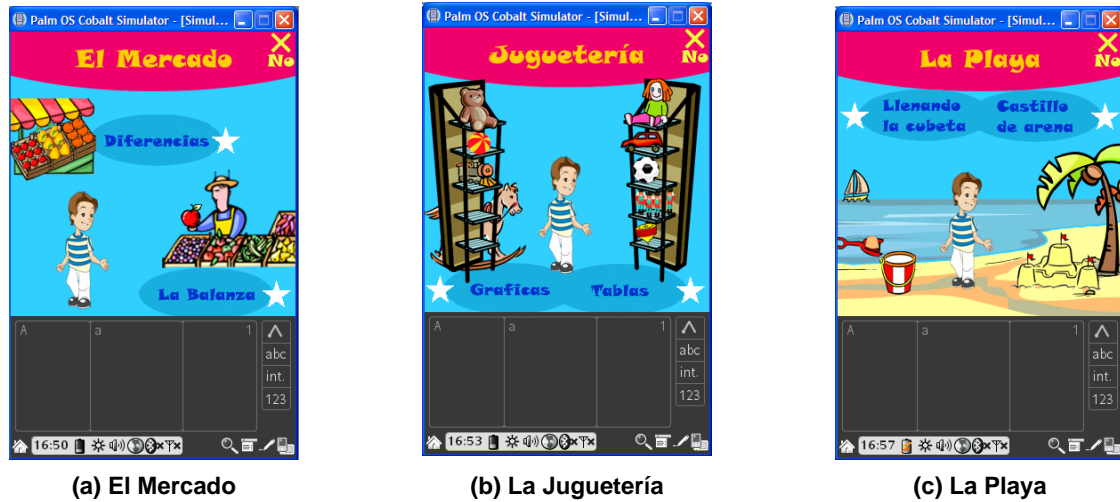 Palm OS Cobalt Simulator - [Simul...
El Mercado
No
Diferencias
La Balanza
A a 1
abc
int.
123
16:50
(a) El Mercado
Palm OS Cobalt Simulator - [Simul...
Juguetería
No
Graficas Tablas
A a 1
abc
int.
123
16:53
(b) La Juguetería
Palm OS Cobalt Simulator - [Simul...
La Playa
No
Llenando
la cubeta
Castillo
de arena
A a 1
abc
int.
123
16:57
(c) La Playa